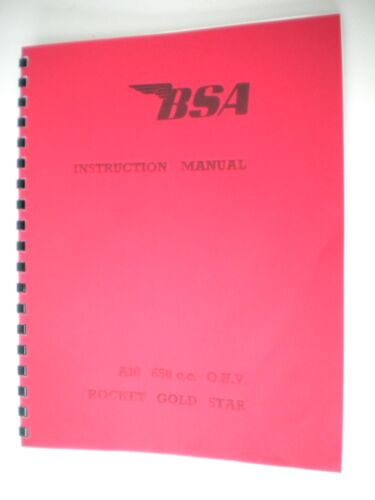 BSA
INSTRUCTION MANUAL
A10 650 c.c. O.H.V.
ROCKET GOLD STAR